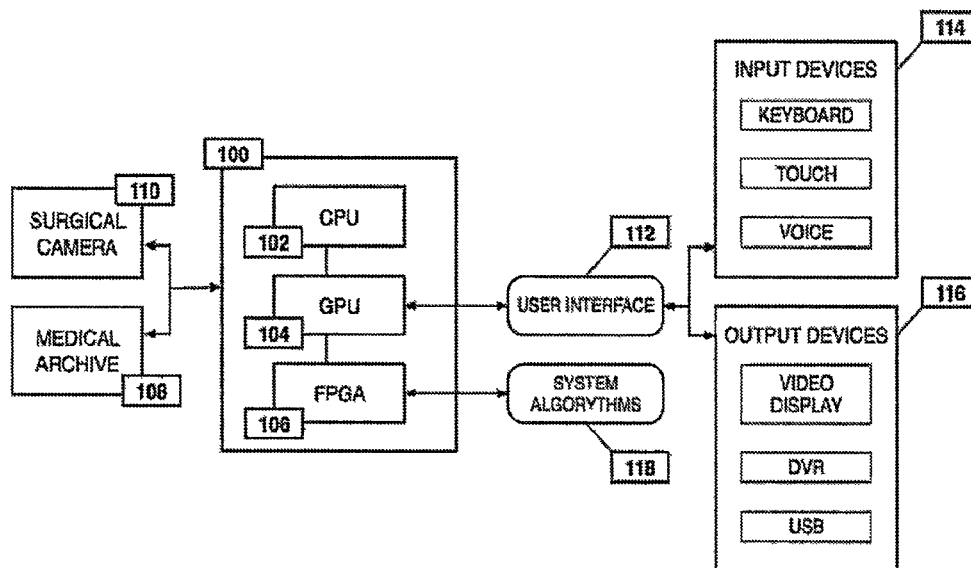 114
INPUT DEVICES
KEYBOARD
TOUCH
VOICE
100
110
SURGICAL
CAMERA
CPU
102
GPU
104
FPGA
106
MEDICAL
ARCHIVE
108
112
USER INTERFACE
SYSTEM
ALGORYTHMS
118
116
OUTPUT DEVICES
VIDEO
DISPLAY
DVR
USB